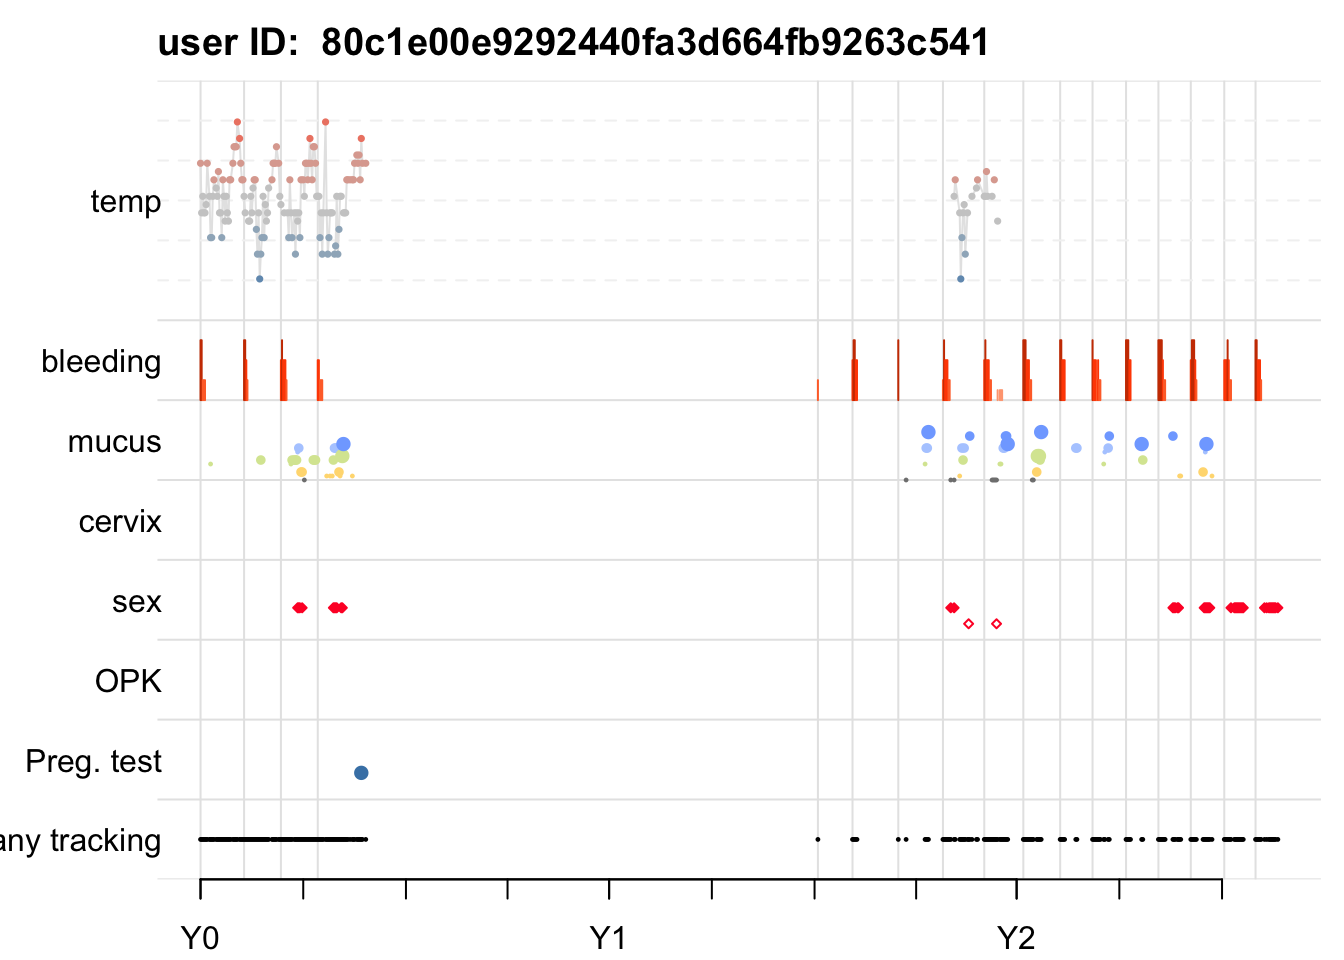 user ID:  80c1e00e9292440fa3d664fb9263c541
temp
bleeding
mucus
cervix
sex
OPK
Preg. test
any tracking
Y0 Y1 Y2